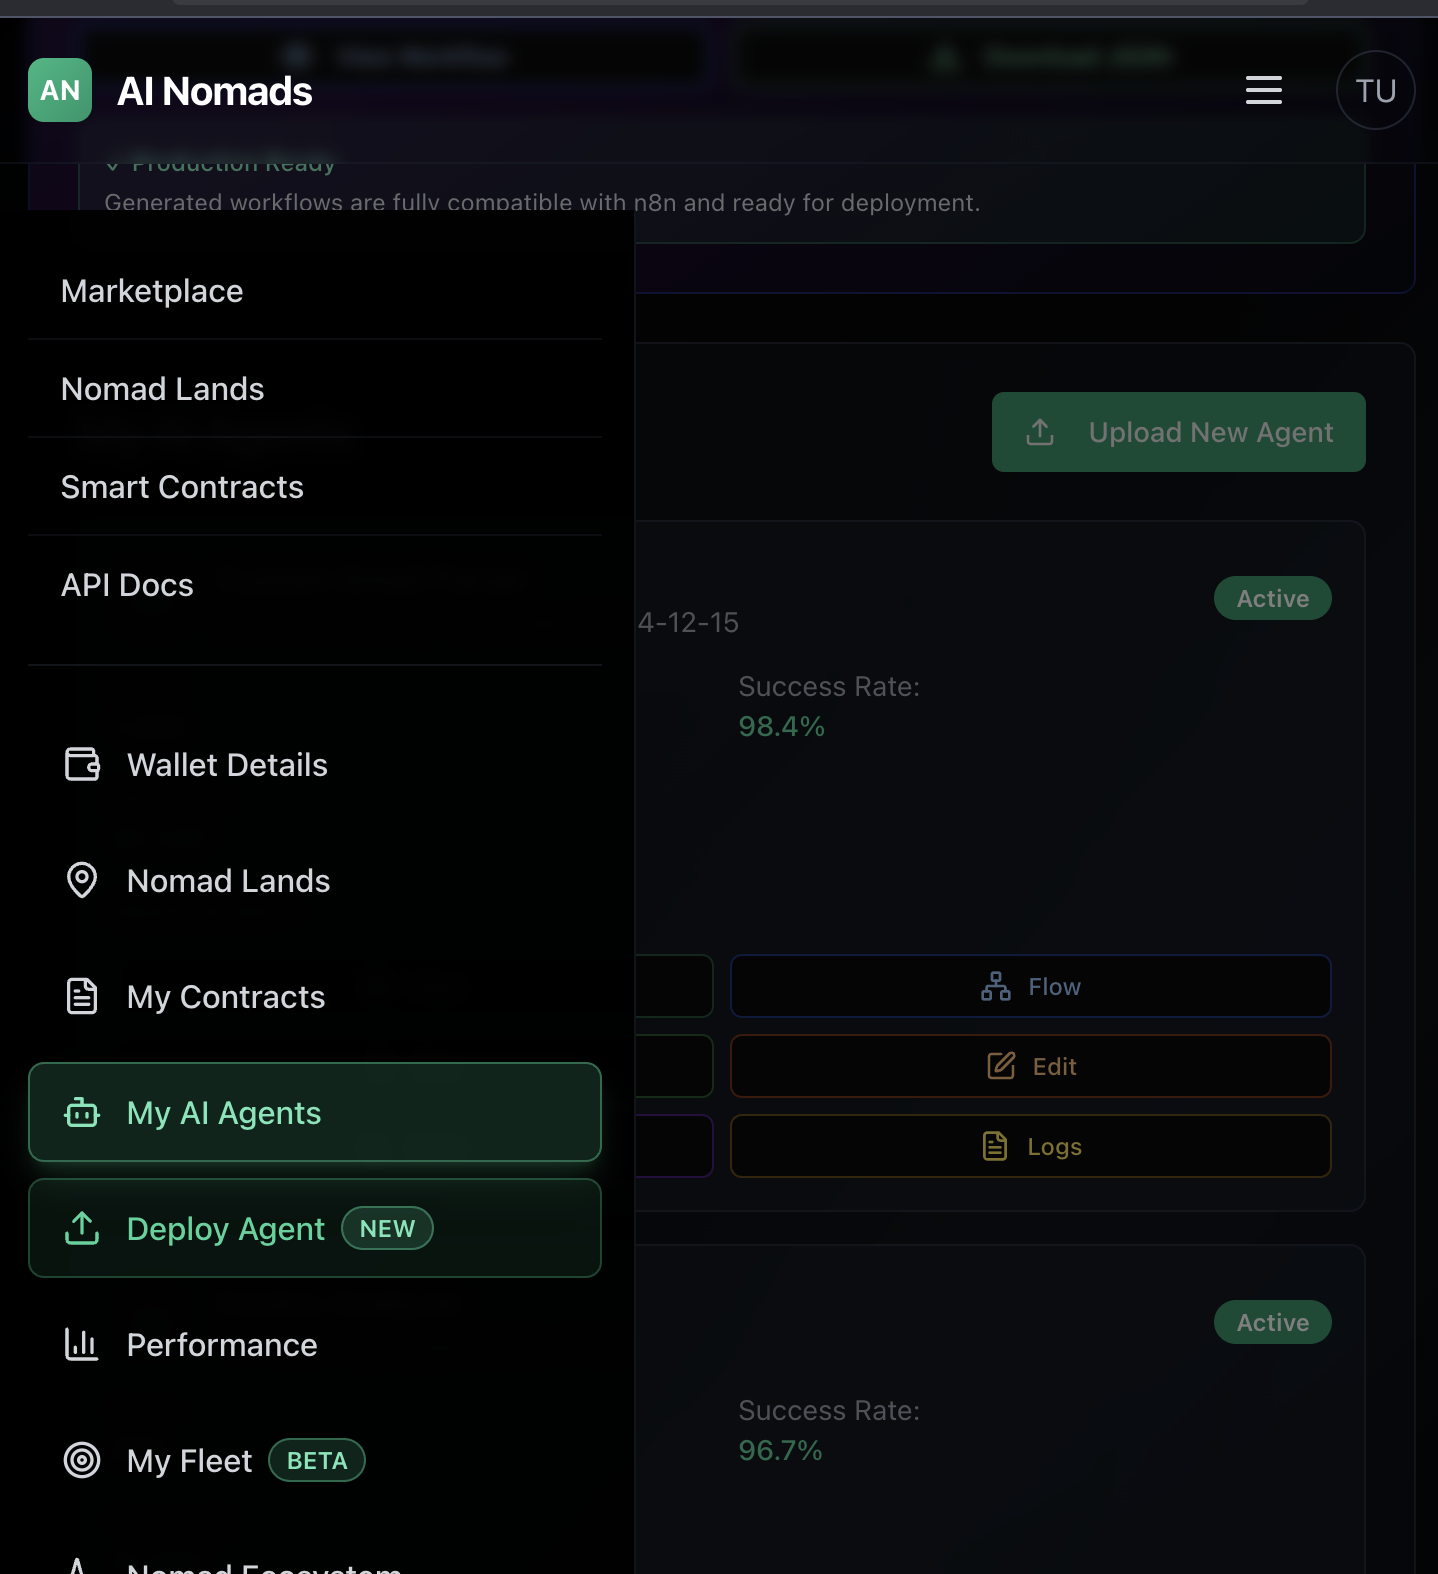 AN
AI Nomads
TU
✓ Production Ready
Generated workflows are fully compatible with n8n and ready for deployment.
Marketplace
Nomad Lands
Smart Contracts
API Docs
Wallet Details
Nomad Lands
My Contracts
My AI Agents
Deploy Agent NEW
Performance
My Fleet BETA
Nomad Ecosystem
Upload New Agent
Active
4-12-15
Success Rate:
98.4%
Flow
Edit
Logs
Active
Success Rate:
96.7%